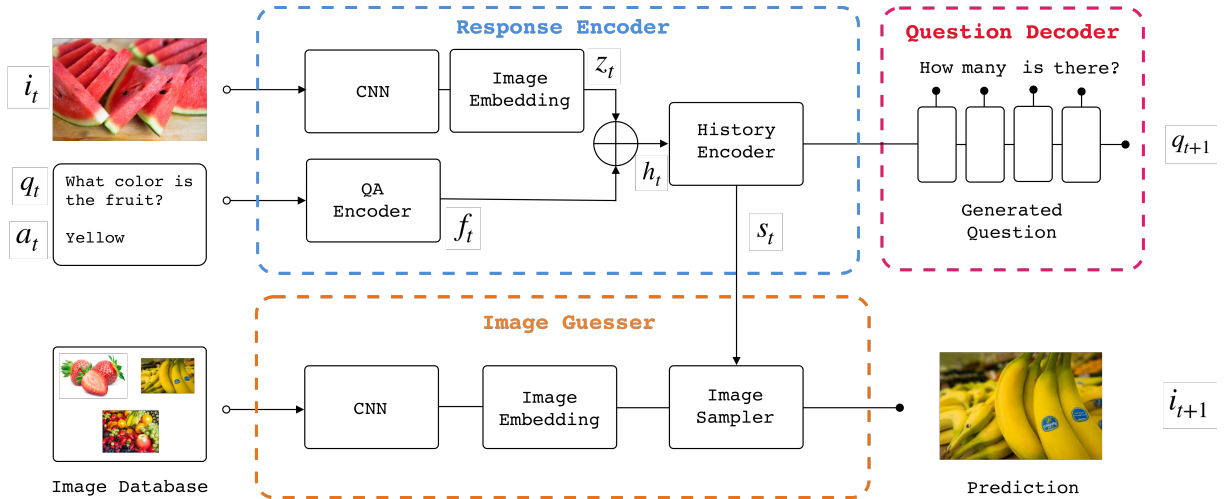 Response Encoder
Question Decoder
i_t
CNN
Image
Embedding
z_t
How many is there?
History
Encoder
h_t
q_{t+1}
q_t
What color is
the fruit?
a_t
Yellow
QA
Encoder
f_t
s_t
Generated
Question
Image Guesser
CNN
Image
Embedding
Image
Sampler
i_{t+1}
Image Database
Prediction